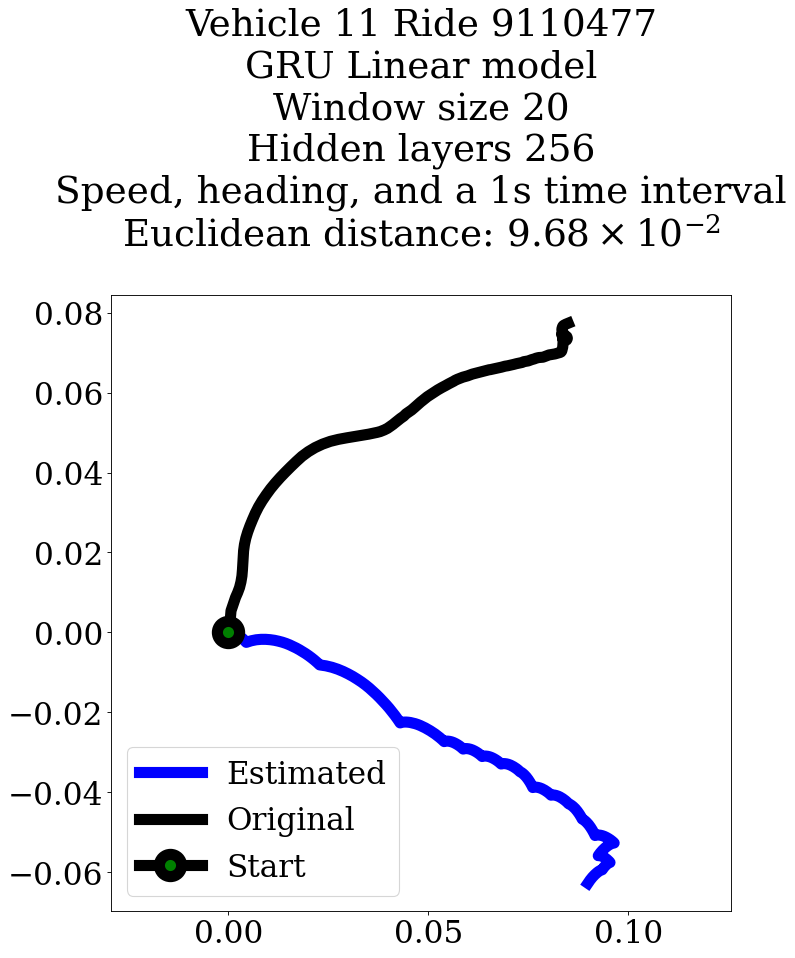 Vehicle 11 Ride 9110477
GRU Linear model
Window size 20
Hidden layers 256
Speed, heading, and a 1s time interval
Euclidean distance: 9.68 × 10⁻²
0.08
0.06
0.04
0.02
0.00
−0.02
−0.04
−0.06
Estimated
Original
Start
0.00 0.05 0.10